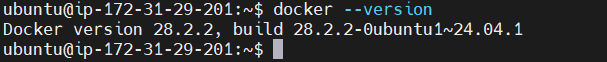 ubuntu@ip-172-31-29-201:~$ docker --version
Docker version 28.2.2, build 28.2.2-0ubuntu1~24.04.1
ubuntu@ip-172-31-29-201:~$